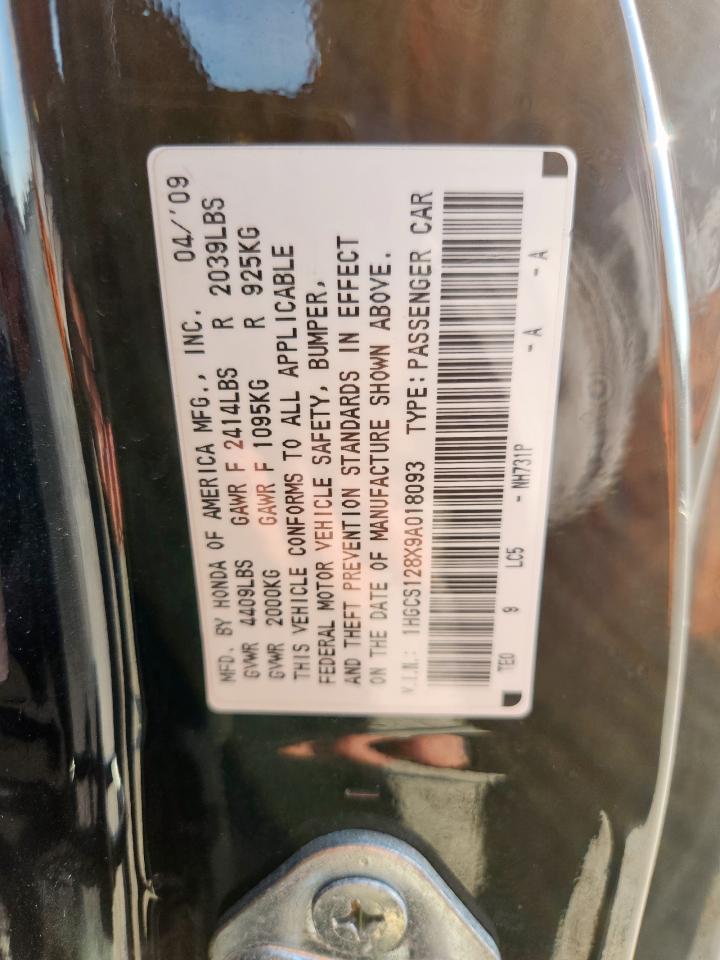 MFD. BY HONDA OF AMERICA MFG., INC. 04/'09
GVWR 4409LBS GAWR F 2414LBS R 2039LBS
GVWR 2000KG GAWR F 1095KG R 925KG
THIS VEHICLE CONFORMS TO ALL APPLICABLE
FEDERAL MOTOR VEHICLE SAFETY, BUMPER,
AND THEFT PREVENTION STANDARDS IN EFFECT
ON THE DATE OF MANUFACTURE SHOWN ABOVE.
V.I.N.: 1HGCS128X9A018093 TYPE:PASSENGER CAR
TE0 9 LC5 - NH731P - A - A